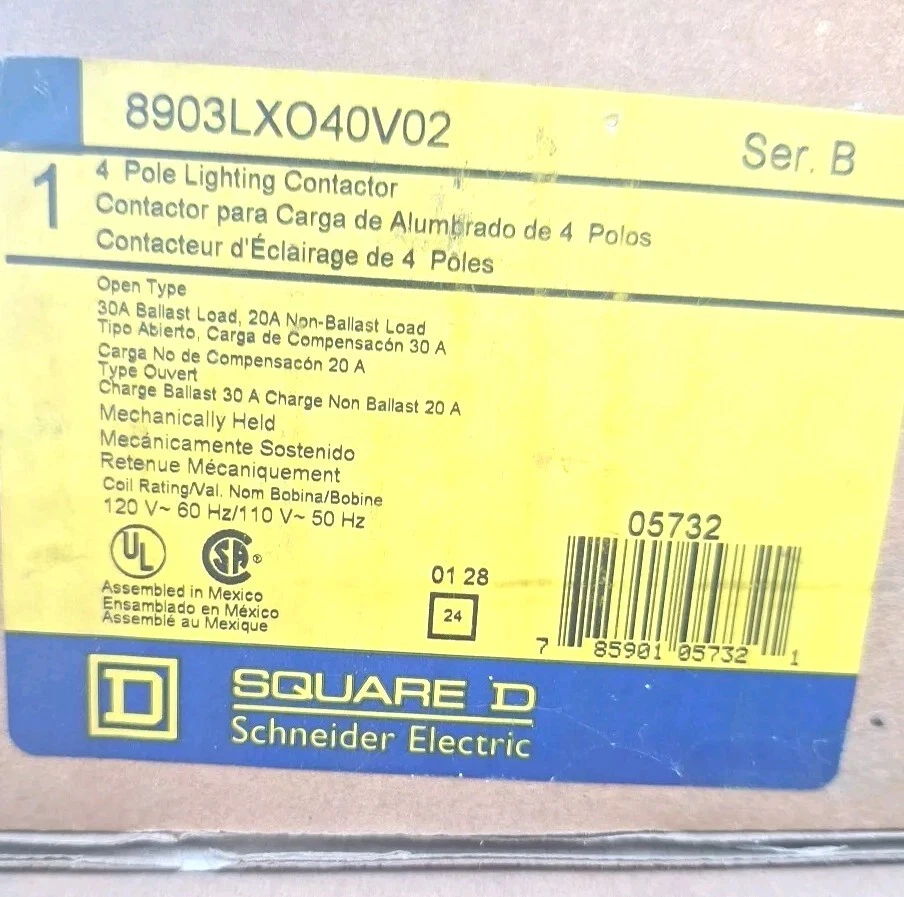 8903LXO40V02
Ser. B
1
4 Pole Lighting Contactor
Contactor para Carga de Alumbrado de 4 Polos
Contacteur d'Éclairage de 4 Pôles
Open Type
30A Ballast Load, 20A Non-Ballast Load
Tipo Abierto, Carga de Compensacón 30 A
Carga No de Compensacón 20 A
Type Ouvert
Charge Ballast 30 A Charge Non Ballast 20 A
Mechanically Held
Mecánicamente Sostenido
Retenue Mécaniquement
Coil Rating/Val. Nom Bobina/Bobine
120 V~ 60 Hz/110 V~ 50 Hz
UL
SA®
Assembled in Mexico
Ensamblado en México
Assemblé au Mexique
01 28
24
05732
7 85901 05732 1
D
SQUARE D
Schneider Electric